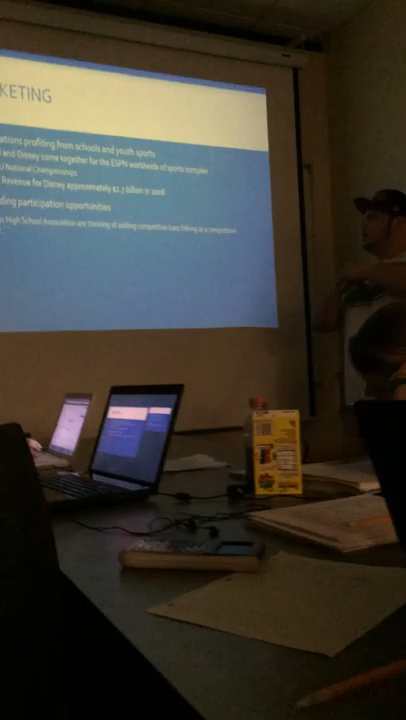 KETING
ations profiting from schools and youth sports
and Disney come together for the ESPN worldwide of sports complex
U National Championships
Revenue for Disney approximately $2.7 billion in 2008
ding participation opportunities
High School Association are thinking of adding competitive bass fishing as a competition